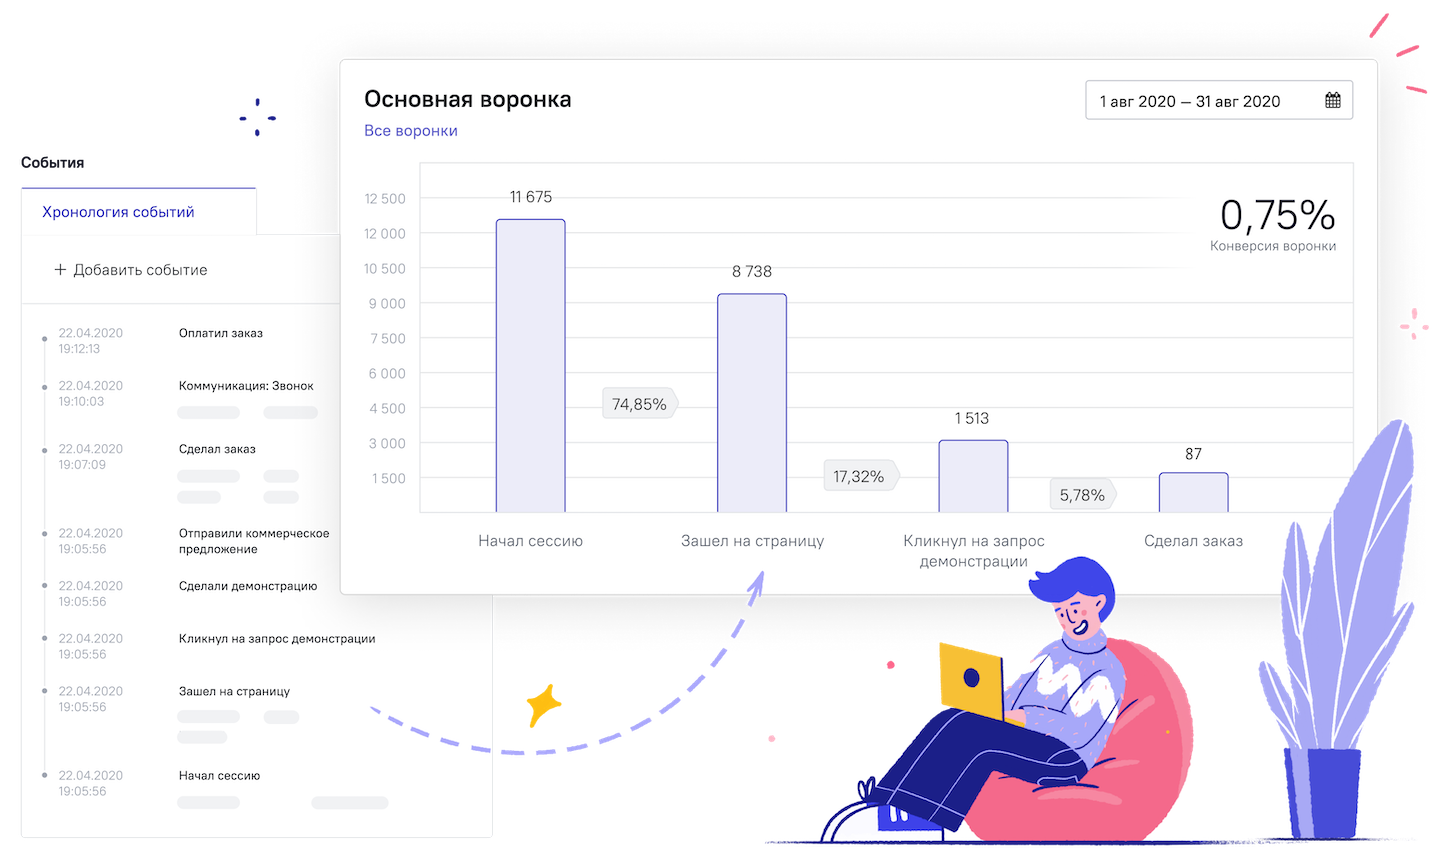 События
Хронология событий
+ Добавить событие
22.04.2020
19:12:13
Оплатил заказ
22.04.2020
19:10:03
Коммуникация: Звонок
22.04.2020
19:07:09
Сделал заказ
22.04.2020
19:05:56
Отправили коммерческое
предложение
22.04.2020
19:05:56
Сделали демонстрацию
22.04.2020
19:05:56
Кликнул на запрос демонстрации
22.04.2020
19:05:56
Зашел на страницу
22.04.2020
19:05:56
Начал сессию
Основная воронка
Все воронки
1 авг 2020 – 31 авг 2020
12 500
12 000
10 500
9 000
7 500
6 000
4 500
3 000
1 500
11 675
8 738
1 513
87
74,85%
17,32%
5,78%
0,75%
Конверсия воронки
Начал сессию
Зашел на страницу
Кликнул на запрос
демонстрации
Сделал заказ